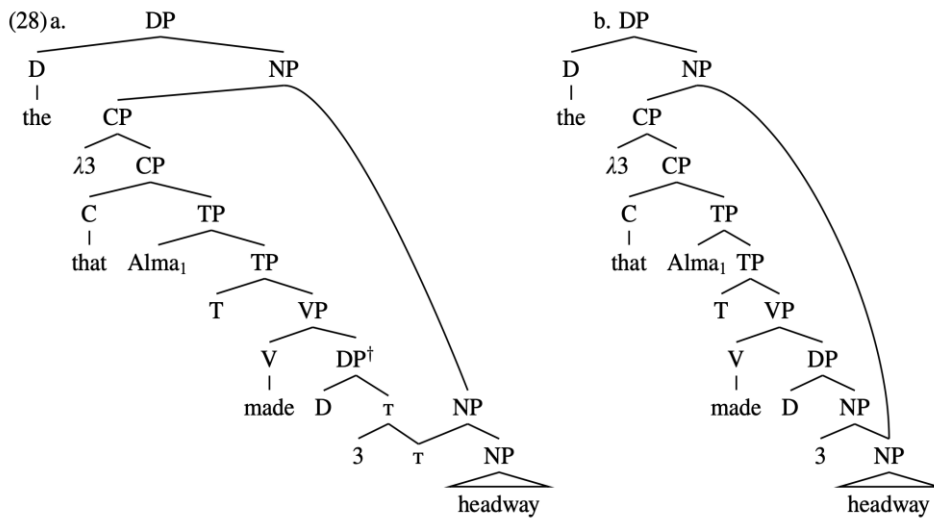 (28) a. DP b. DP
D NP D NP
the CP the CP
λ3 CP λ3 CP
C TP C TP
that Alma₁ TP that Alma₁ TP
T VP T VP
V DP† V DP
made D T NP made D NP
3 T NP 3 NP
headway headway